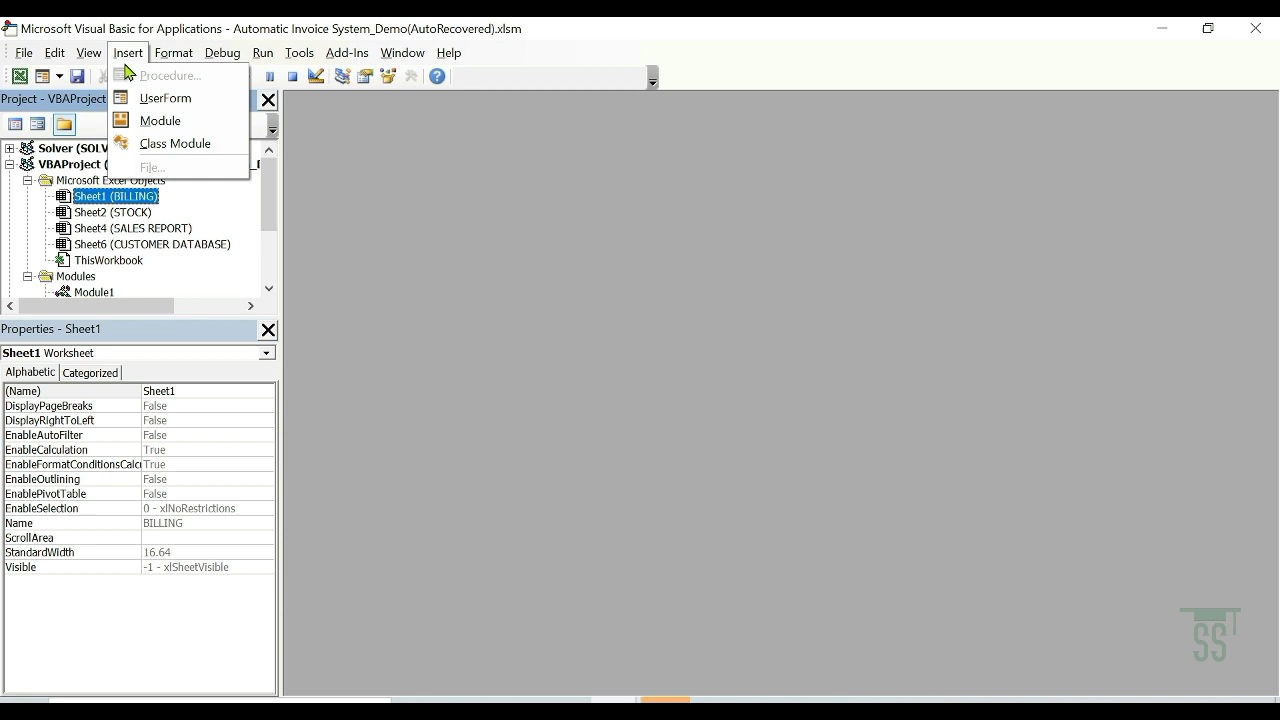 Microsoft Visual Basic for Applications - Automatic Invoice System_Demo(AutoRecovered).xlsm
File Edit View Insert Format Debug Run Tools Add-Ins Window Help
Procedure...
UserForm
Module
Class Module
File...
Project - VBAProject
Solver (SOLV
VBAProject (
Microsoft Excel Objects
Sheet1 (BILLING)
Sheet2 (STOCK)
Sheet4 (SALES REPORT)
Sheet6 (CUSTOMER DATABASE)
ThisWorkbook
Modules
Module1
Properties - Sheet1
Sheet1 Worksheet
Alphabetic Categorized
(Name) Sheet1
DisplayPageBreaks False
DisplayRightToLeft False
EnableAutoFilter False
EnableCalculation True
EnableFormatConditionsCalc True
EnableOutlining False
EnablePivotTable False
EnableSelection 0 - xlNoRestrictions
Name BILLING
ScrollArea
StandardWidth 16.64
Visible -1 - xlSheetVisible
SS